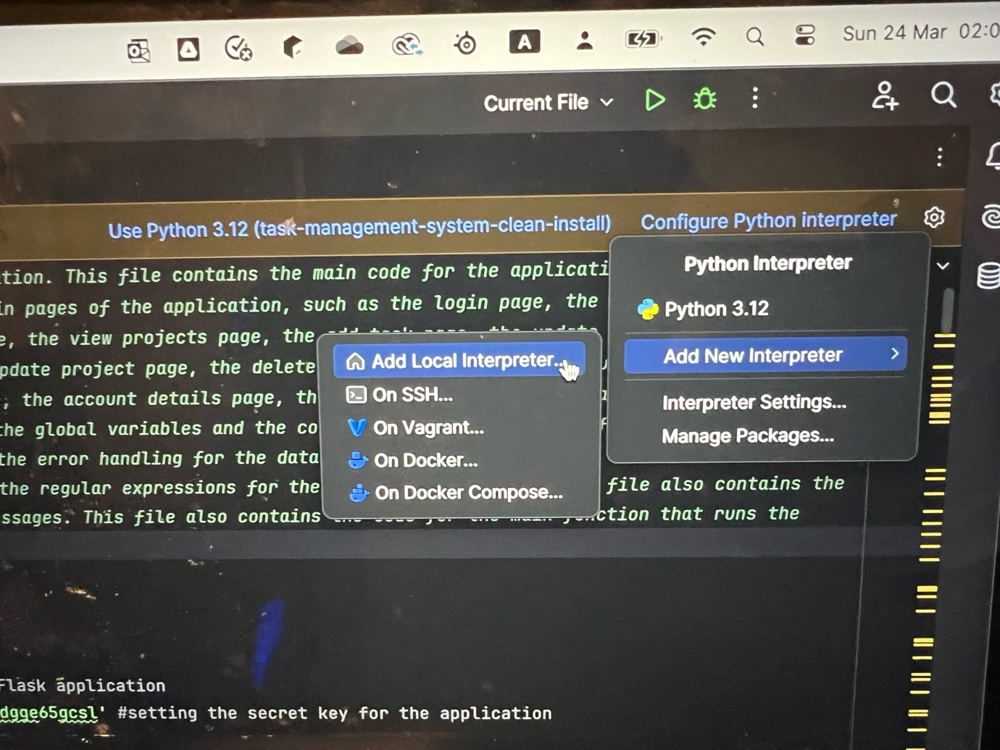 A
Sun 24 Mar 02:0
Current File
Use Python 3.12 (task-management-system-clean-install) Configure Python interpreter
Python Interpreter
Python 3.12
Add New Interpreter
Interpreter Settings...
Manage Packages...
Add Local Interpreter...
On SSH...
On Vagrant...
On Docker...
On Docker Compose...
tion. This file contains the main code for the applicati
in pages of the application, such as the login page, the
e, the view projects page, the
pdate project page, the delete
, the account details page, th
the global variables and the co
the error handling for the data
the regular expressions for the file also contains the
ssages. This file also contains the code for the main function that runs the
Flask application
dgge65gcsl' #setting the secret key for the application